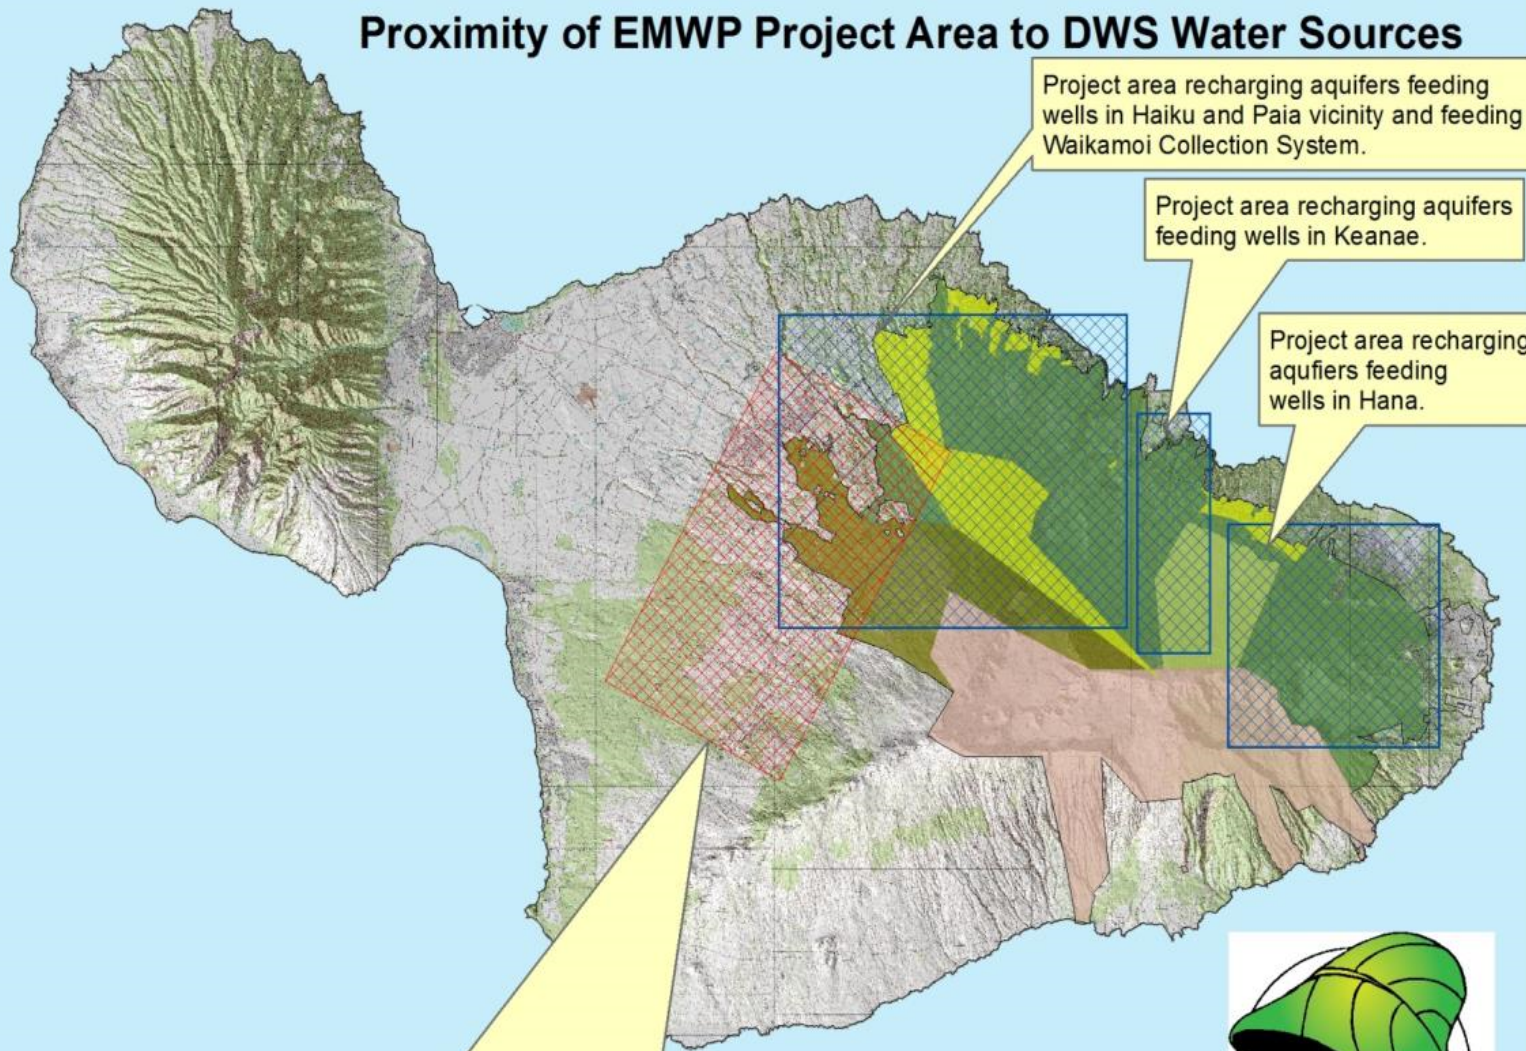 Proximity of EMWP Project Area to DWS Water Sources
Project area recharging aquifers feeding
wells in Haiku and Paia vicinity and feeding
Waikamoi Collection System.
Project area recharging aquifers
feeding wells in Keanae.
Project area recharging
aqufiers feeding
wells in Hana.